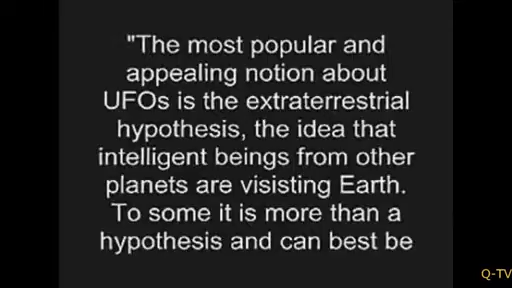 "The most popular and
appealing notion about
UFOs is the extraterrestrial
hypothesis, the idea that
intelligent beings from other
planets are visisting Earth.
To some it is more than a
hypothesis and can best be
Q-TV